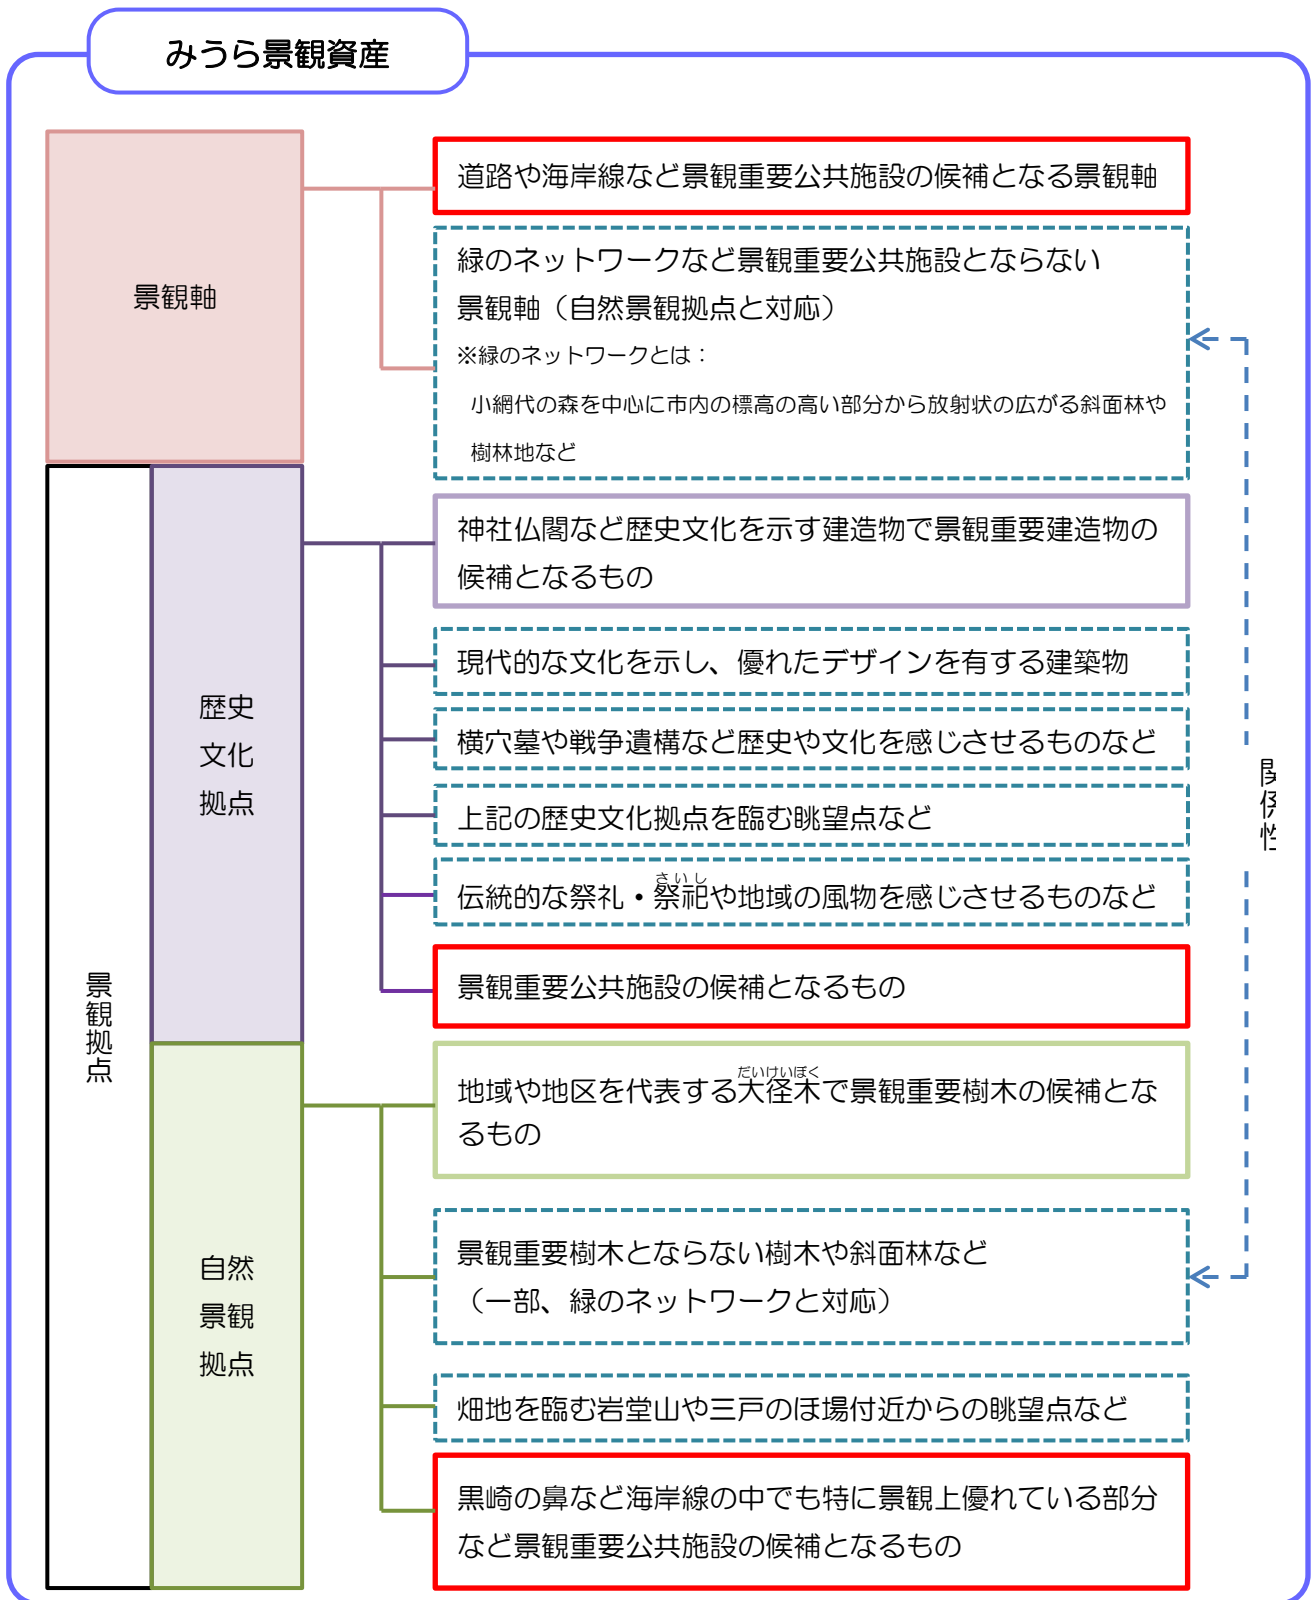 みうら景観資産
景観軸
道路や海岸線など景観重要公共施設の候補となる景観軸
緑のネットワークなど景観重要公共施設とならない
景観軸（自然景観拠点と対応）
※緑のネットワークとは：
小網代の森を中心に市内の標高の高い部分から放射状の広がる斜面林や
樹林地など
景観拠点
歴史
文化
拠点
神社仏閣など歴史文化を示す建造物で景観重要建造物の
候補となるもの
現代的な文化を示し、優れたデザインを有する建築物
横穴墓や戦争遺構など歴史や文化を感じさせるものなど
上記の歴史文化拠点を臨む眺望点など
さいし
伝統的な祭礼・祭祀や地域の風物を感じさせるものなど
景観重要公共施設の候補となるもの
自然
景観
拠点
だいけいぼく
地域や地区を代表する大径木で景観重要樹木の候補とな
るもの
景観重要樹木とならない樹木や斜面林など
（一部、緑のネットワークと対応）
畑地を臨む岩堂山や三戸のほ場付近からの眺望点など
黒崎の鼻など海岸線の中でも特に景観上優れている部分
など景観重要公共施設の候補となるもの
関係性